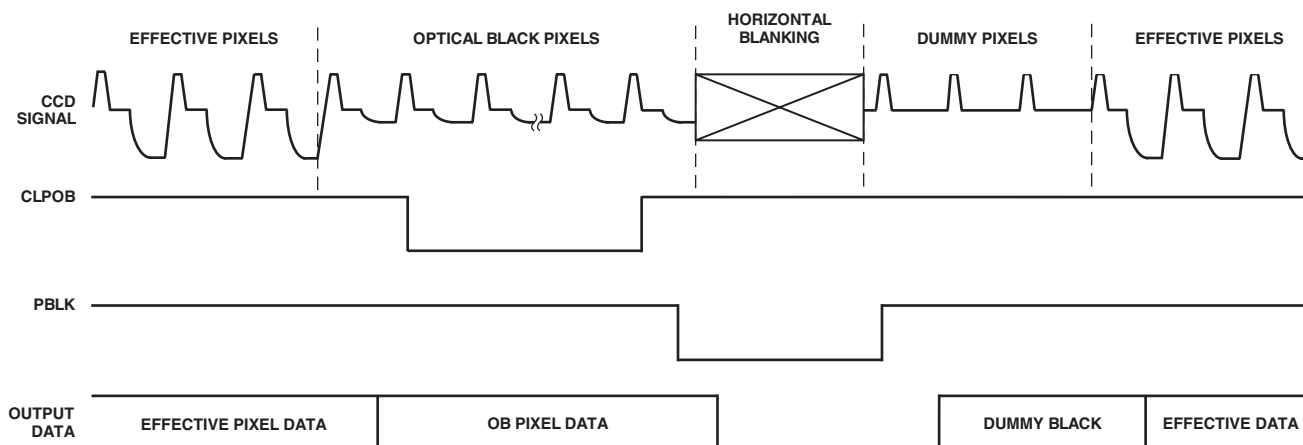 EFFECTIVE PIXELS
OPTICAL BLACK PIXELS
HORIZONTAL
BLANKING
DUMMY PIXELS
EFFECTIVE PIXELS
CCD
SIGNAL
CLPOB
PBLK
OUTPUT
DATA
EFFECTIVE PIXEL DATA
OB PIXEL DATA
DUMMY BLACK
EFFECTIVE DATA